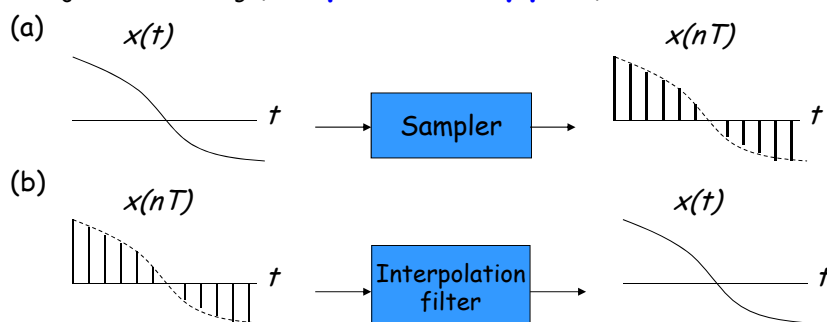 (a)
x(t)
t
Sampler
x(nT)
t
(b)
x(nT)
t
Interpolation
filter
x(t)
t